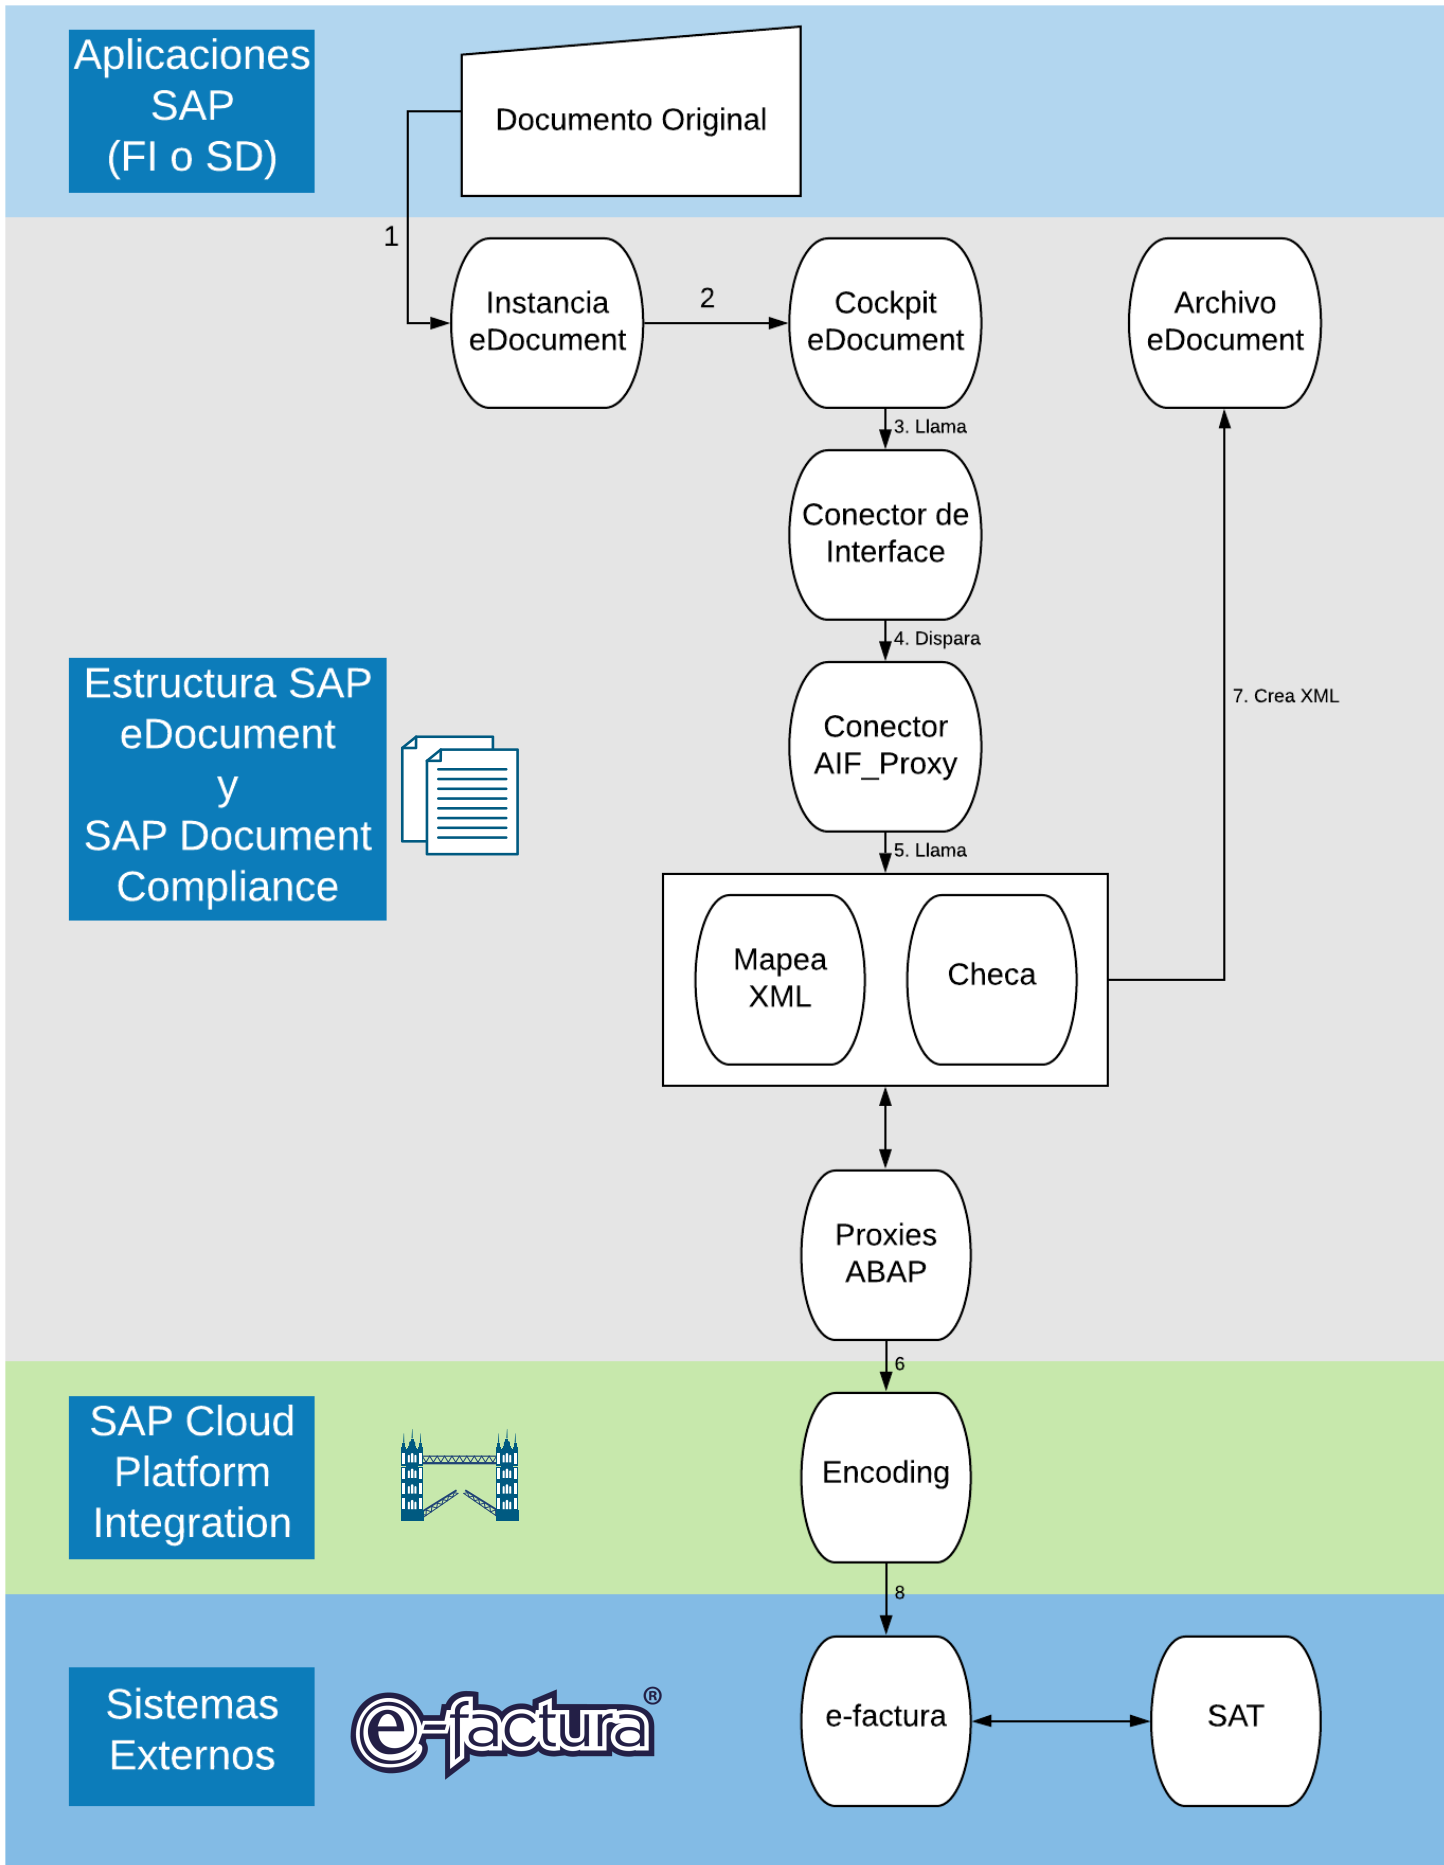 Aplicaciones
SAP
(FI o SD)
Documento Original
1
Instancia
eDocument
2
Cockpit
eDocument
Archivo
eDocument
3. Llama
Conector de
Interface
4. Dispara
Estructura SAP
eDocument
y
SAP Document
Compliance
Conector
AIF_Proxy
7. Crea XML
5. Llama
Mapea
XML
Checa
Proxies
ABAP
6
SAP Cloud
Platform
Integration
Encoding
8
Sistemas
Externos
e-factura®
e-factura
SAT